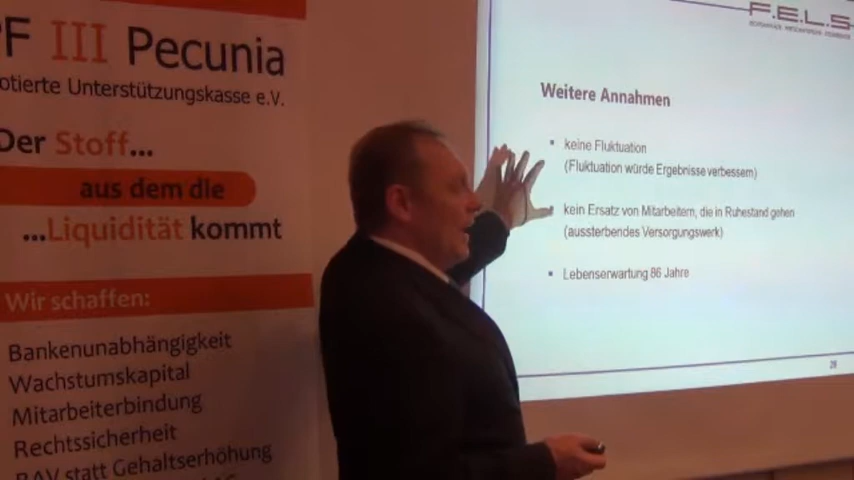 PF III Pecunia
otierte Unterstützungskasse e.V.
Der Stoff...
aus dem die
...Liquidität kommt
Wir schaffen:
Bankenunabhängigkeit
Wachstumskapital
Mitarbeiterbindung
Rechtssicherheit
BAV statt Gehaltserhöhung
F.E.L.S
Weitere Annahmen
▪ keine Fluktuation
(Fluktuation würde Ergebnisse verbessern)
▪ kein Ersatz von Mitarbeitern, die in Ruhestand gehen
(aussterbendes Versorgungswerk)
▪ Lebenserwartung 86 Jahre